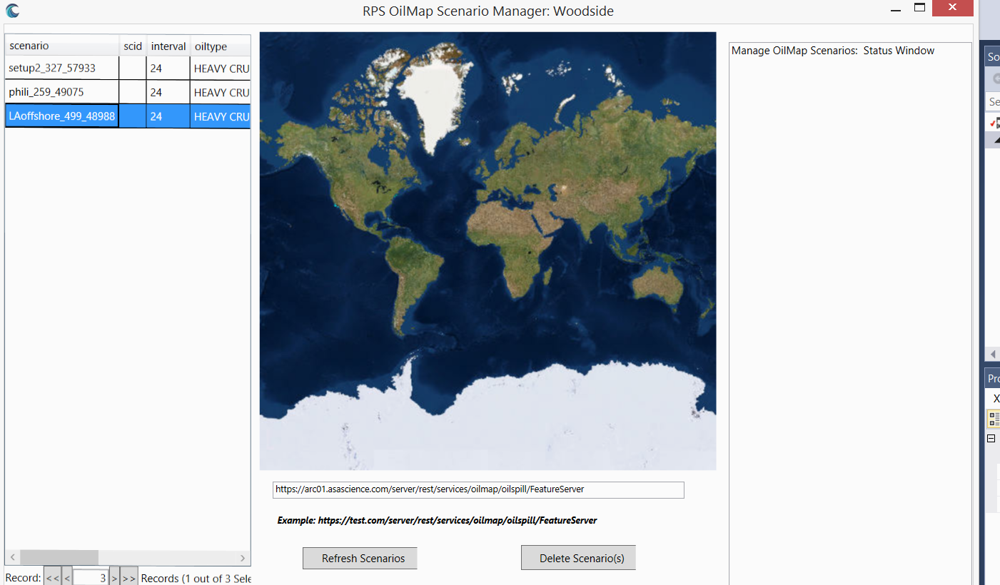 RPS OilMap Scenario Manager: Woodside
scenario scid interval oiltype
setup2_327_57933 24 HEAVY CRU
phili_259_49075 24 HEAVY CRU
LAoffshore_499_48988 24 HEAVY CRU
Record: << < 3 > >> Records (1 out of 3 Sele
https://arc01.asascience.com/server/rest/services/oilmap/oilspill/FeatureServer
Example: https://test.com/server/rest/services/oilmap/oilspill/FeatureServer
Refresh Scenarios
Delete Scenario(s)
Manage OilMap Scenarios: Status Window
So
Se
Pro
X